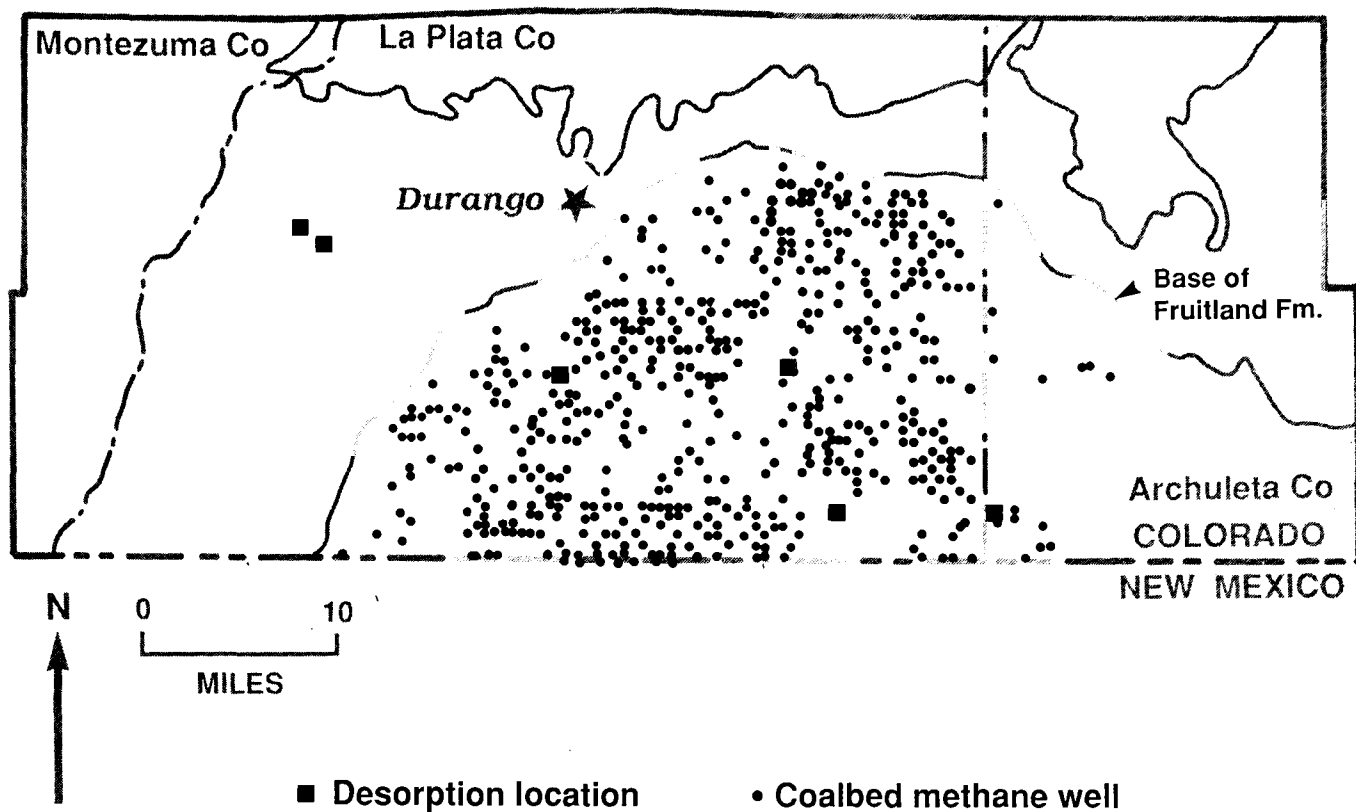 Montezuma Co
La Plata Co
Durango
Base of
Fruitland Fm.
Archuleta Co
COLORADO
NEW MEXICO
N
0 10
MILES
Desorption location
Coalbed methane well